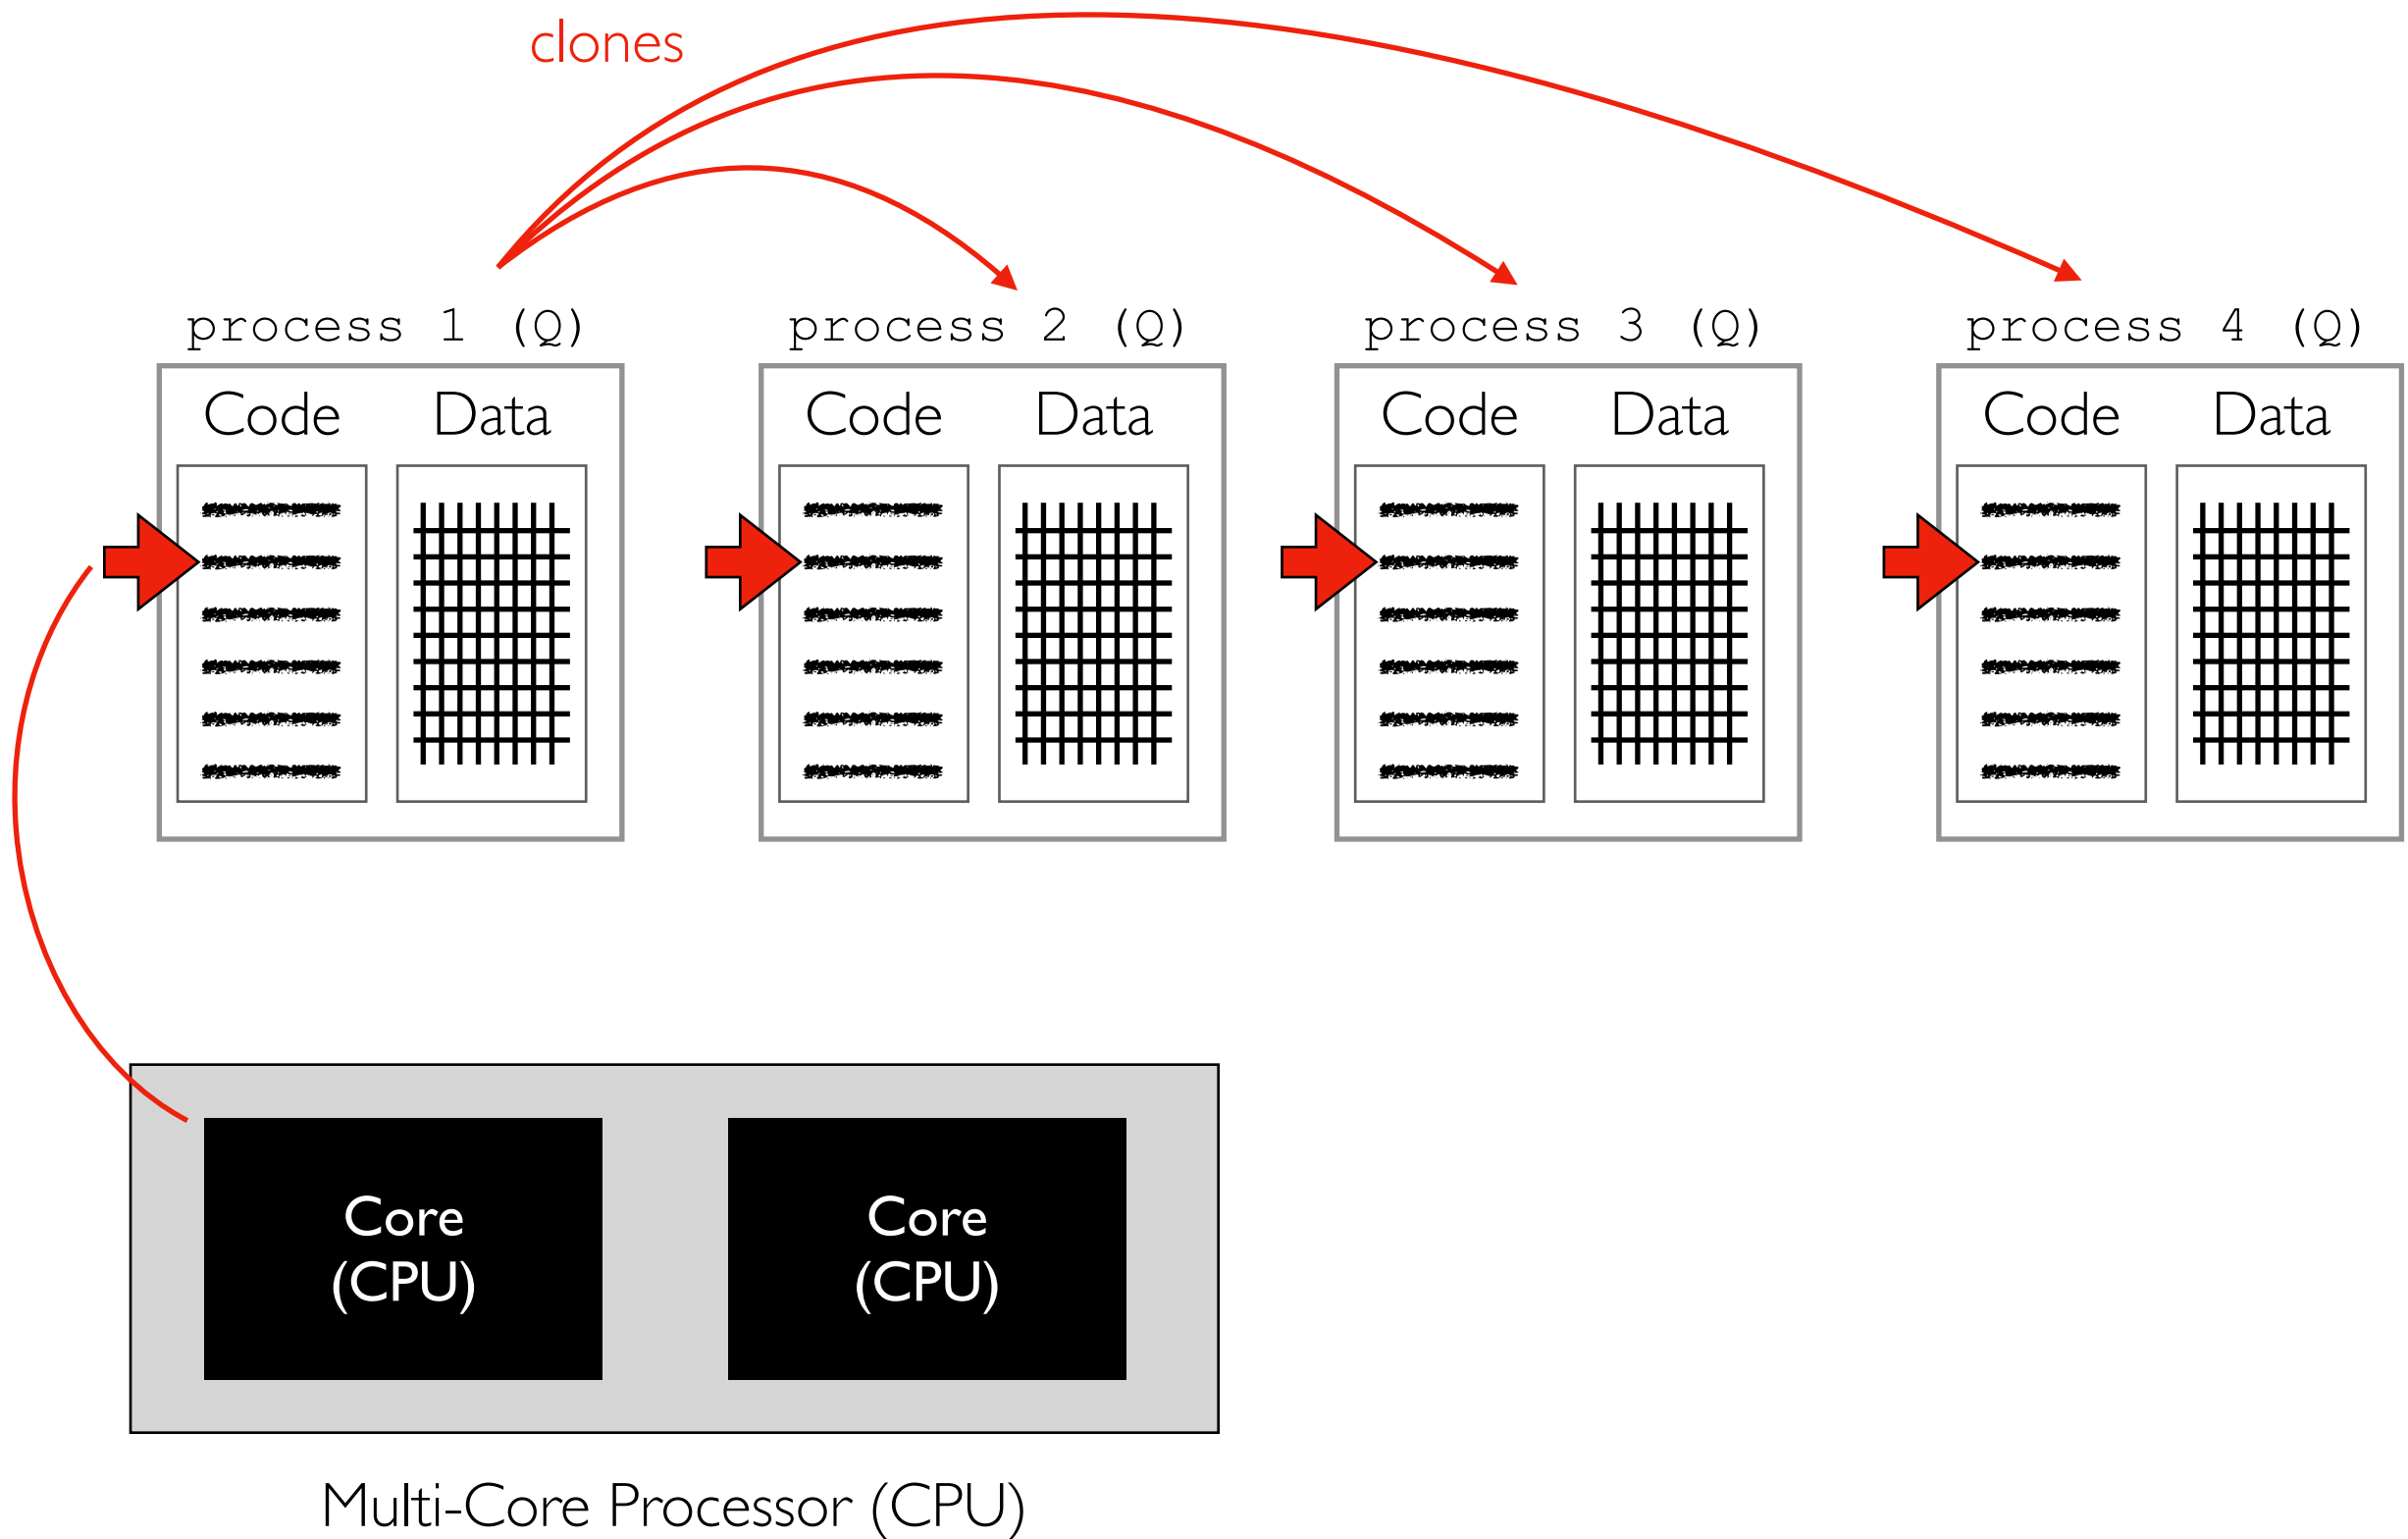 clones
process 1 (Q)
process 2 (Q)
process 3 (Q)
process 4 (Q)
Code
Data
Code
Data
Code
Data
Code
Data
Core
(CPU)
Core
(CPU)
Multi-Core Processor (CPU)